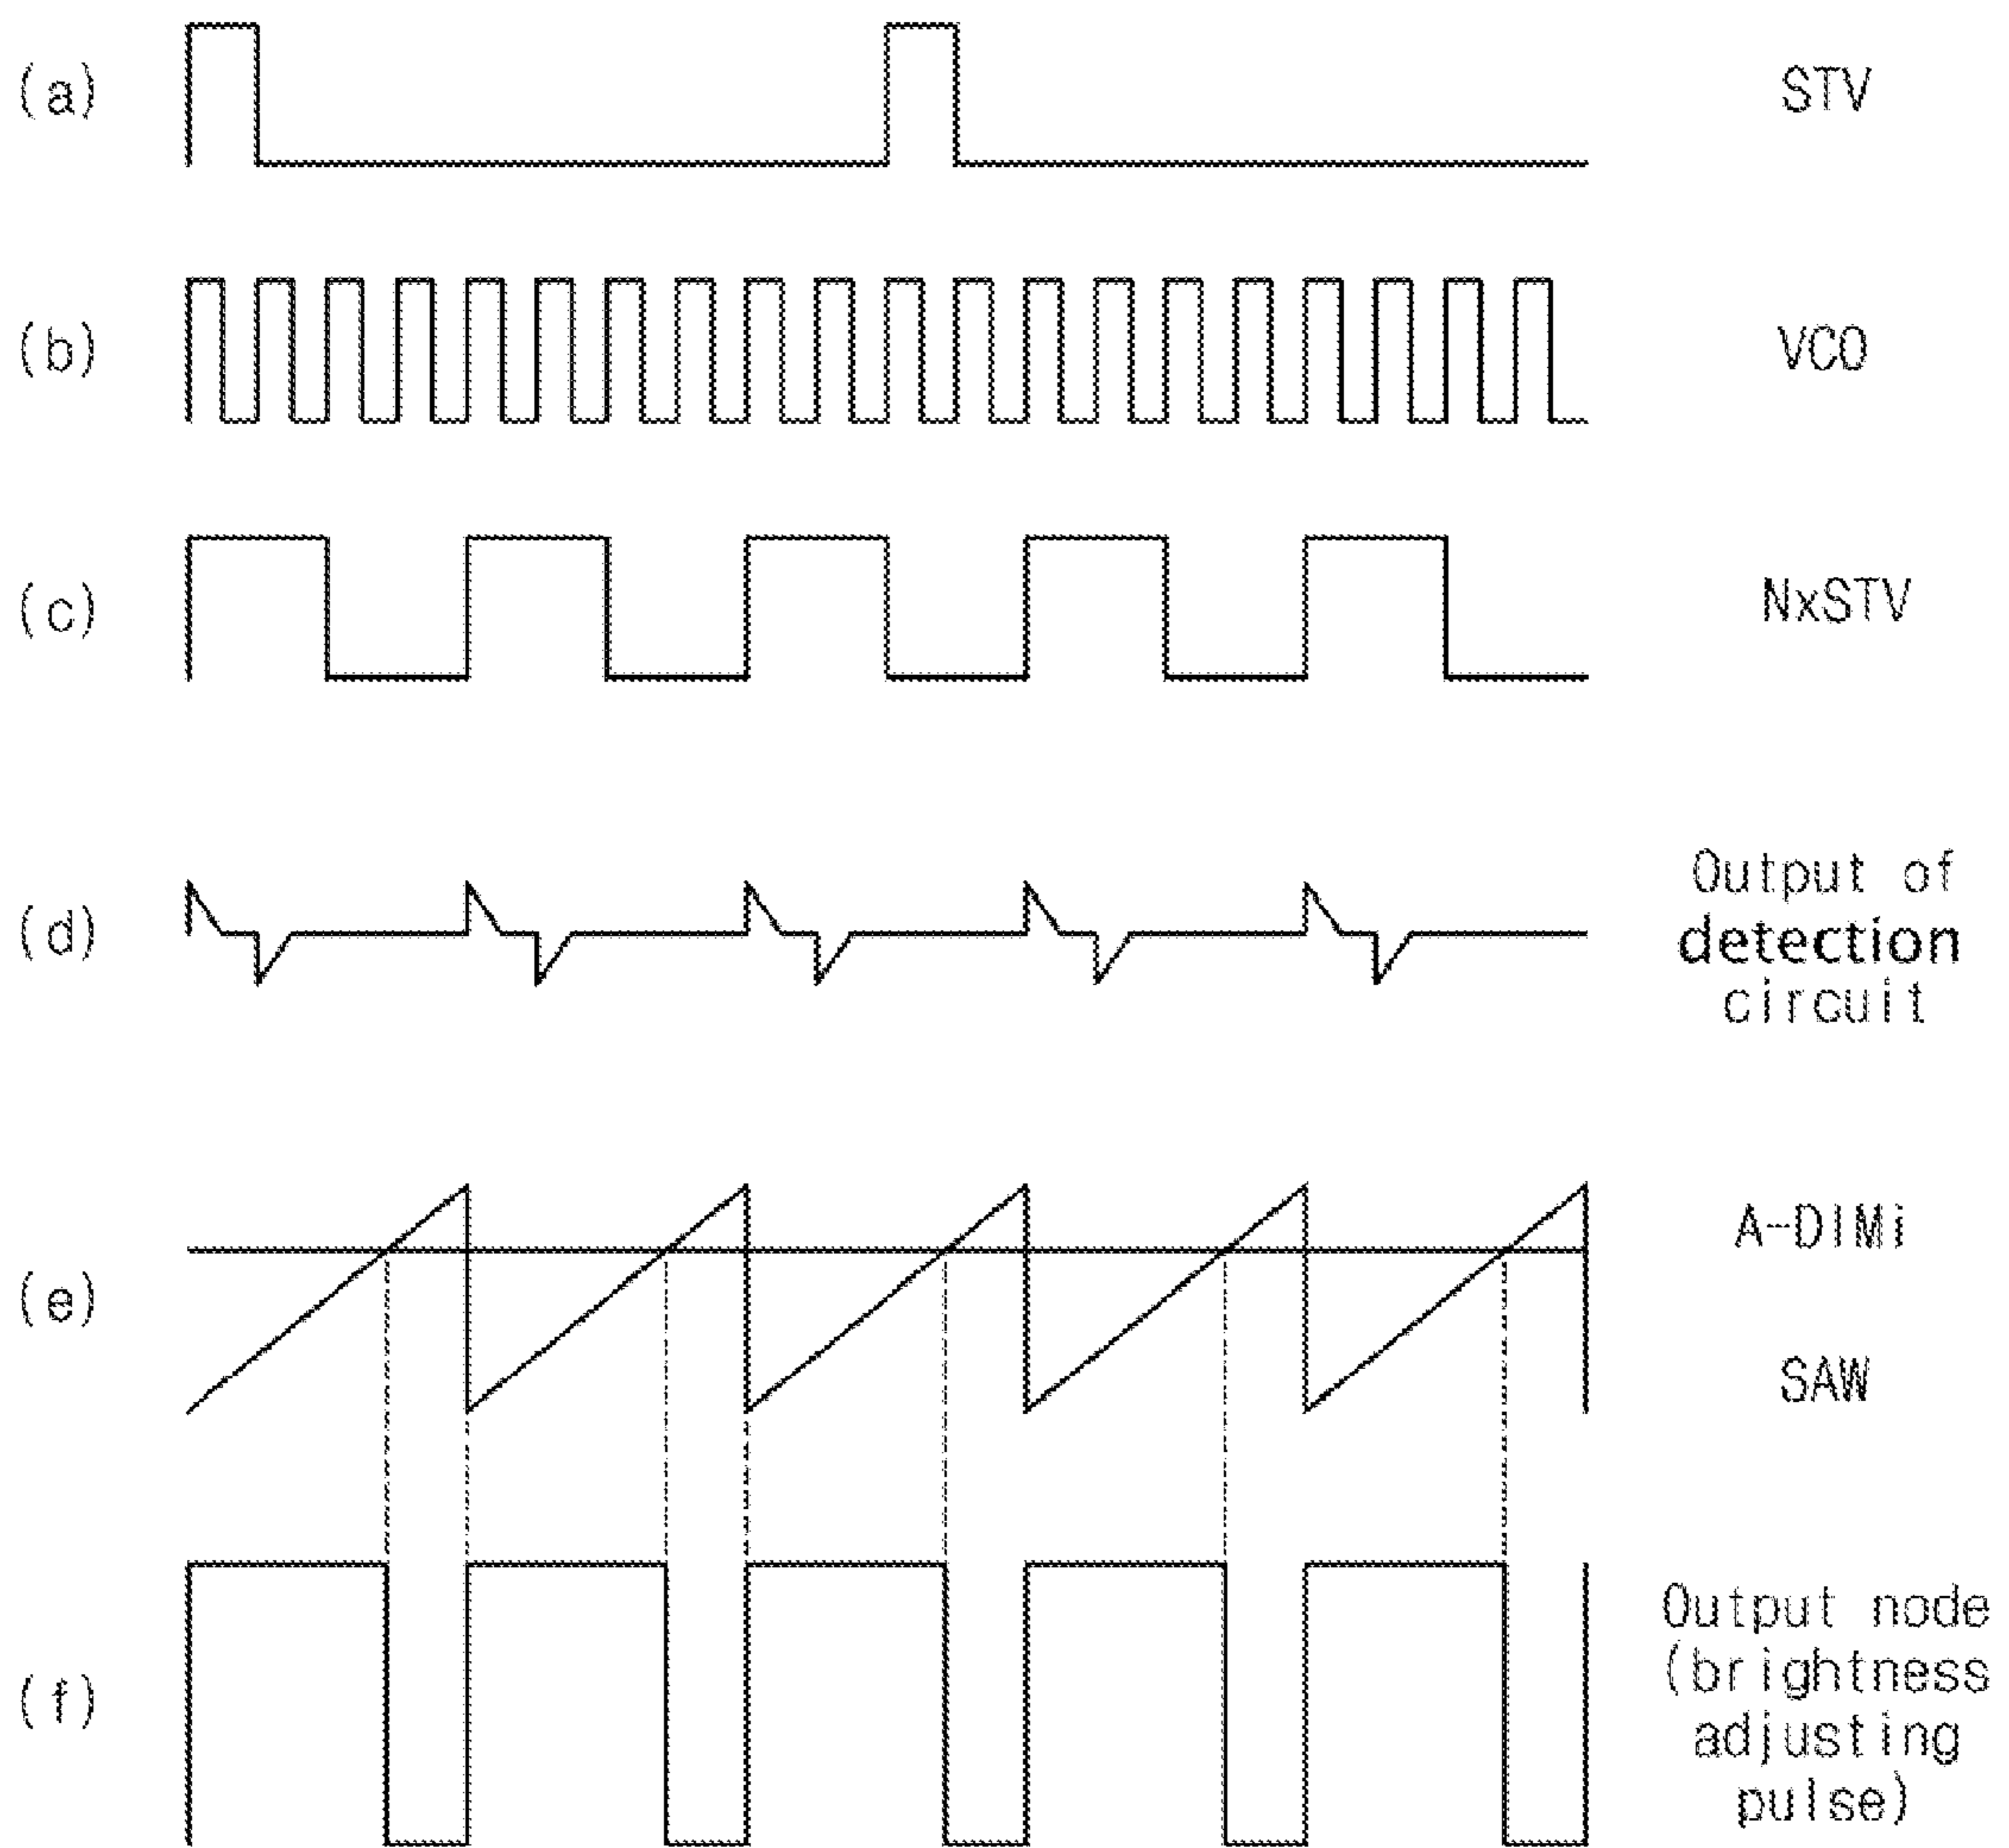 (a) STV
(b) VCO
(c) NxSTV
Output of
(d) detection
circuit
A-DIMi
(e)
SAW
Output node
(brightness
(f)
adjusting
pulse)